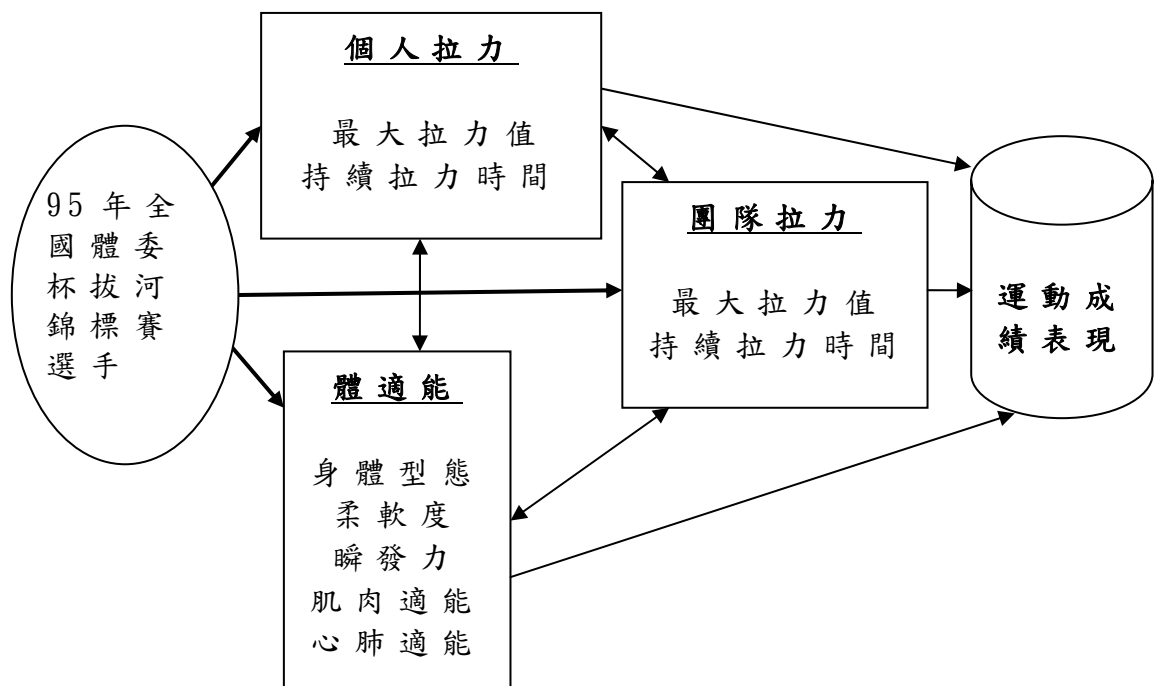 95 年全
國體委
杯拔河
錦標賽
選手
個人拉力
最大拉力值
持續拉力時間
體適能
身體型態
柔軟度
瞬發力
肌肉適能
心肺適能
團隊拉力
最大拉力值
持續拉力時間
運動成
績表現